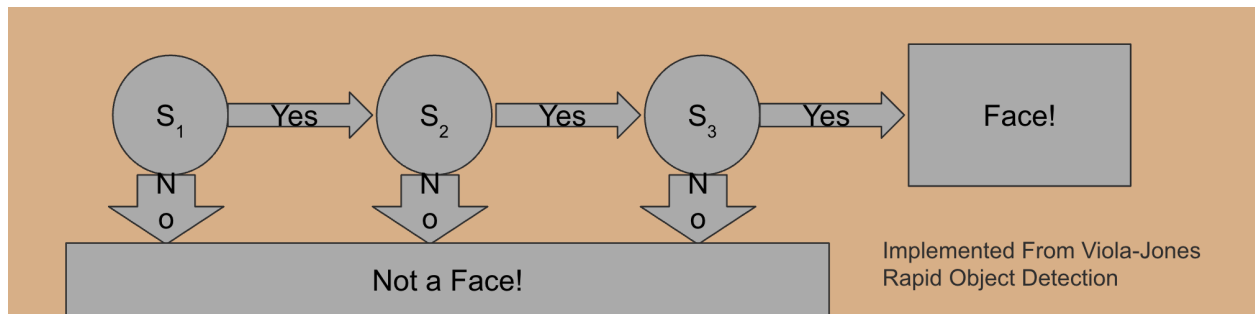 S1
Yes
S2
Yes
S3
Yes
Face!
N
o
N
o
N
o
Not a Face!
Implemented From Viola-Jones
Rapid Object Detection